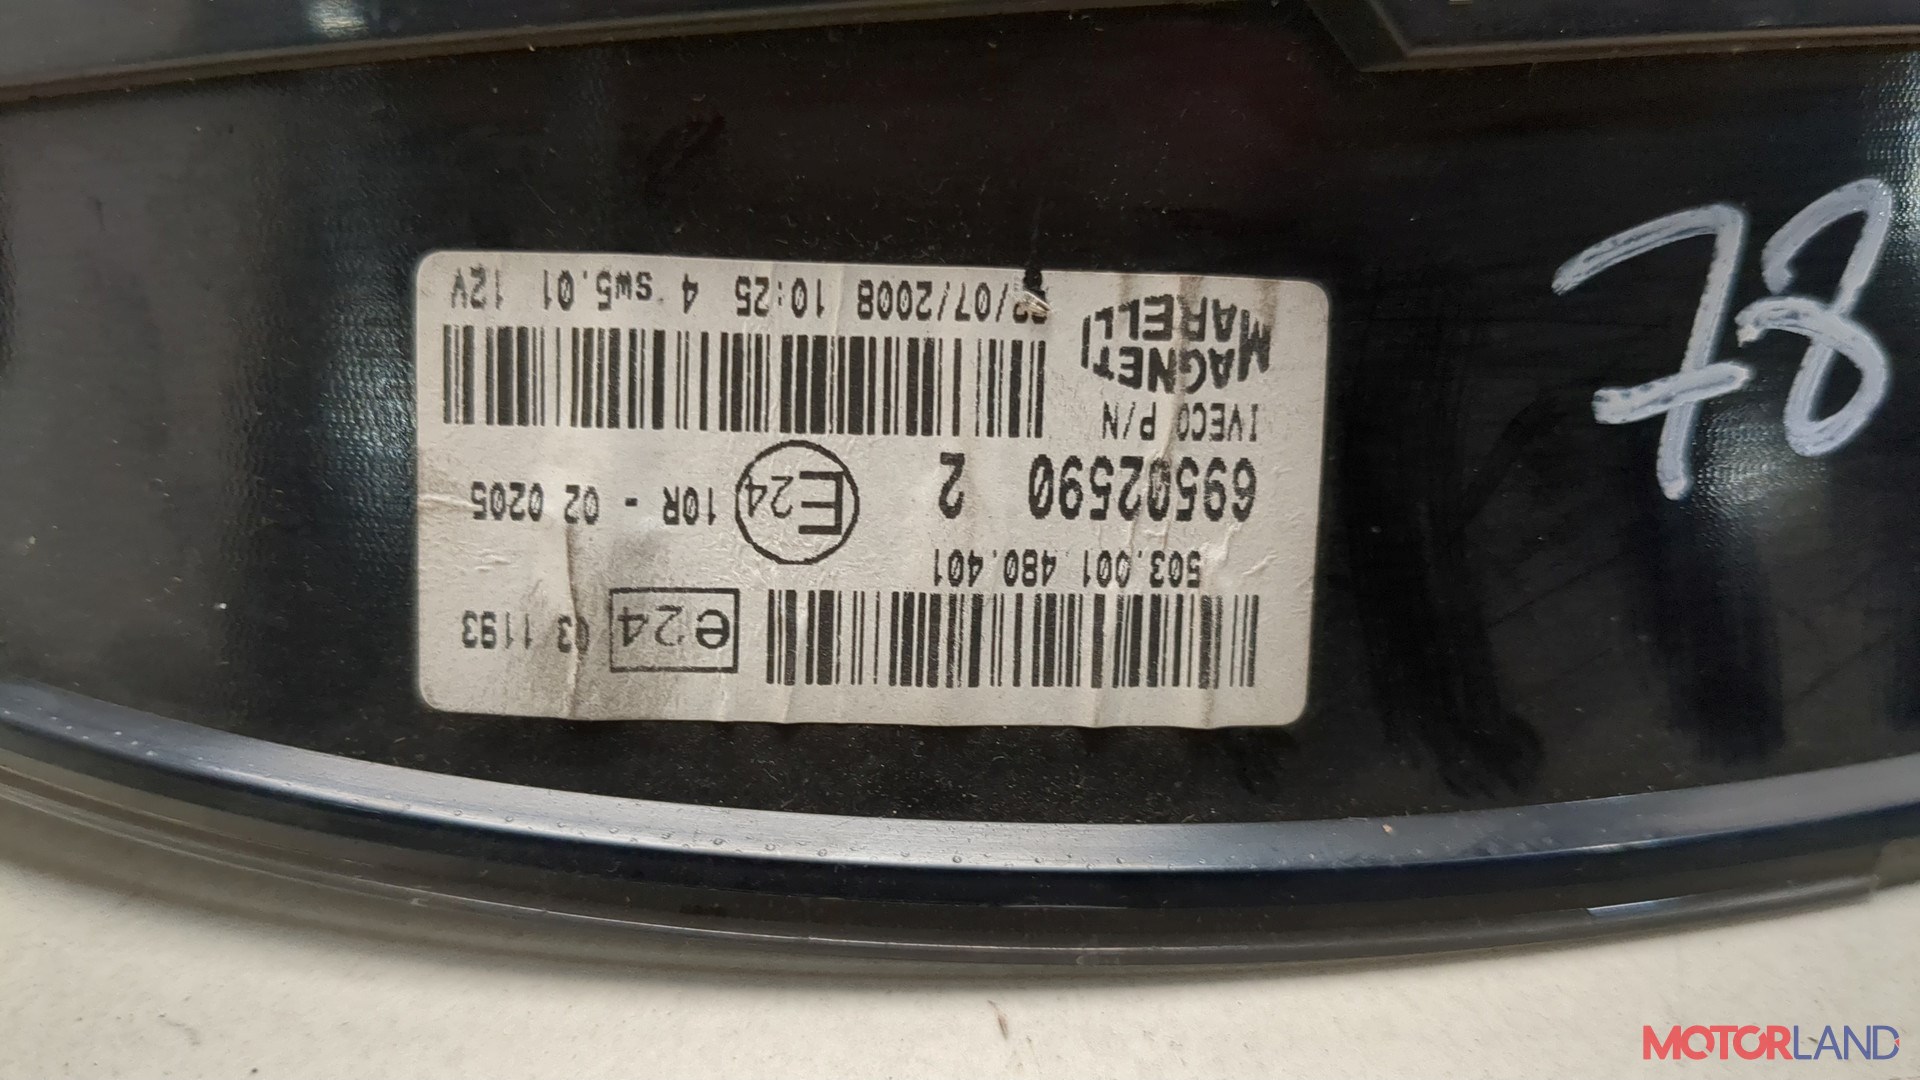 503.001 480.401
e24 03 1193
69502590 2 E24 10R - 02 0205
IVECO P/N
MAGNETI
MARELLI
/07/2008 10:25 4 sw5.01 12V
78
MOTORLAND